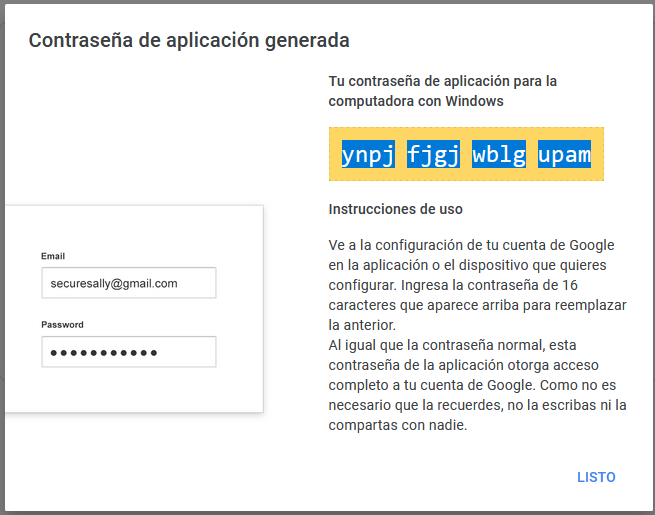 Contraseña de aplicación generada
Tu contraseña de aplicación para la
computadora con Windows
ynpj fjgj wblg upam
Instrucciones de uso
Ve a la configuración de tu cuenta de Google
en la aplicación o el dispositivo que quieres
configurar. Ingresa la contraseña de 16
caracteres que aparece arriba para reemplazar
la anterior.
Al igual que la contraseña normal, esta
contraseña de la aplicación otorga acceso
completo a tu cuenta de Google. Como no es
necesario que la recuerdes, no la escribas ni la
compartas con nadie.
Email
securesally@gmail.com
Password
●●●●●●●●●●●
LISTO